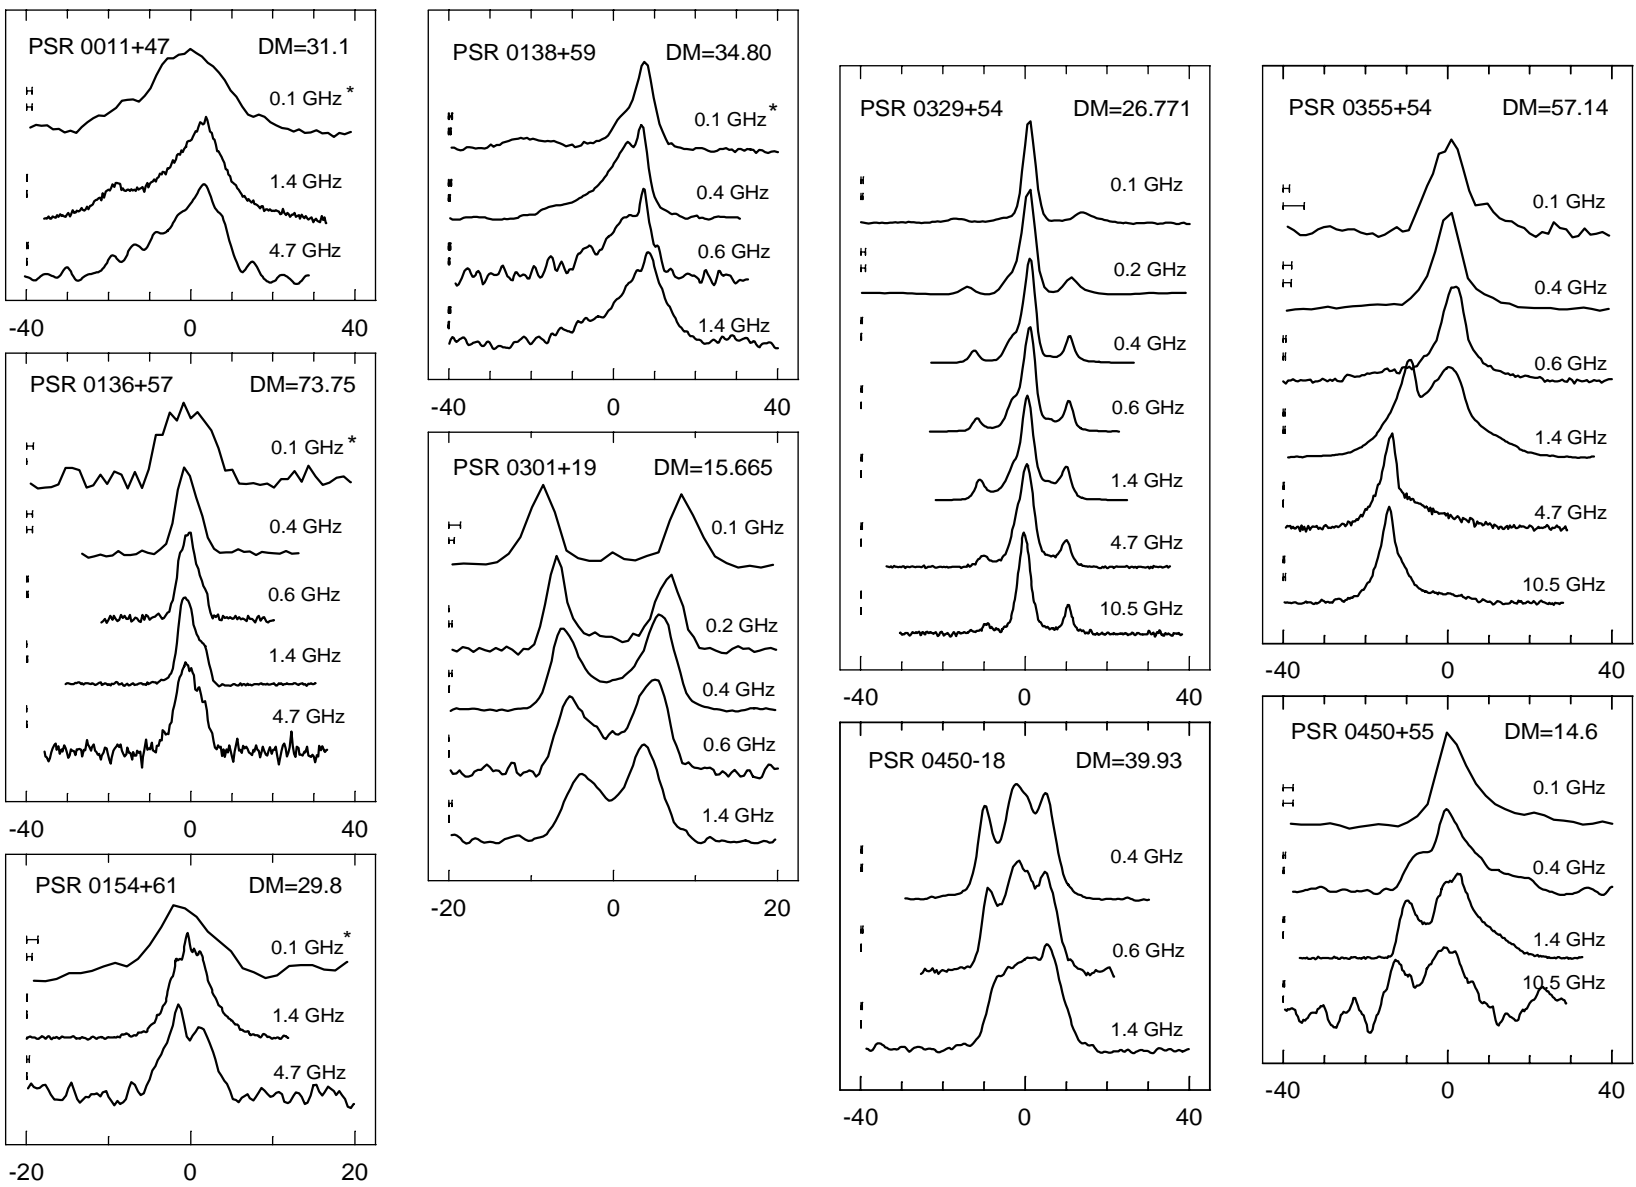 PSR 0011+47 DM=31.1
0.1 GHz *
1.4 GHz
4.7 GHz
-40 0 40
PSR 0136+57 DM=73.75
0.1 GHz *
0.4 GHz
0.6 GHz
1.4 GHz
4.7 GHz
-40 0 40
PSR 0154+61 DM=29.8
0.1 GHz *
1.4 GHz
4.7 GHz
-20 0 20
PSR 0138+59 DM=34.80
0.1 GHz *
0.4 GHz
0.6 GHz
1.4 GHz
-40 0 40
PSR 0301+19 DM=15.665
0.1 GHz
0.2 GHz
0.4 GHz
0.6 GHz
1.4 GHz
-20 0 20
PSR 0329+54 DM=26.771
0.1 GHz
0.2 GHz
0.4 GHz
0.6 GHz
1.4 GHz
4.7 GHz
10.5 GHz
-40 0 40
PSR 0450-18 DM=39.93
0.4 GHz
0.6 GHz
1.4 GHz
-40 0 40
PSR 0355+54 DM=57.14
0.1 GHz
0.4 GHz
0.6 GHz
1.4 GHz
4.7 GHz
10.5 GHz
-40 0 40
PSR 0450+55 DM=14.6
0.1 GHz
0.4 GHz
1.4 GHz
10.5 GHz
-40 0 40